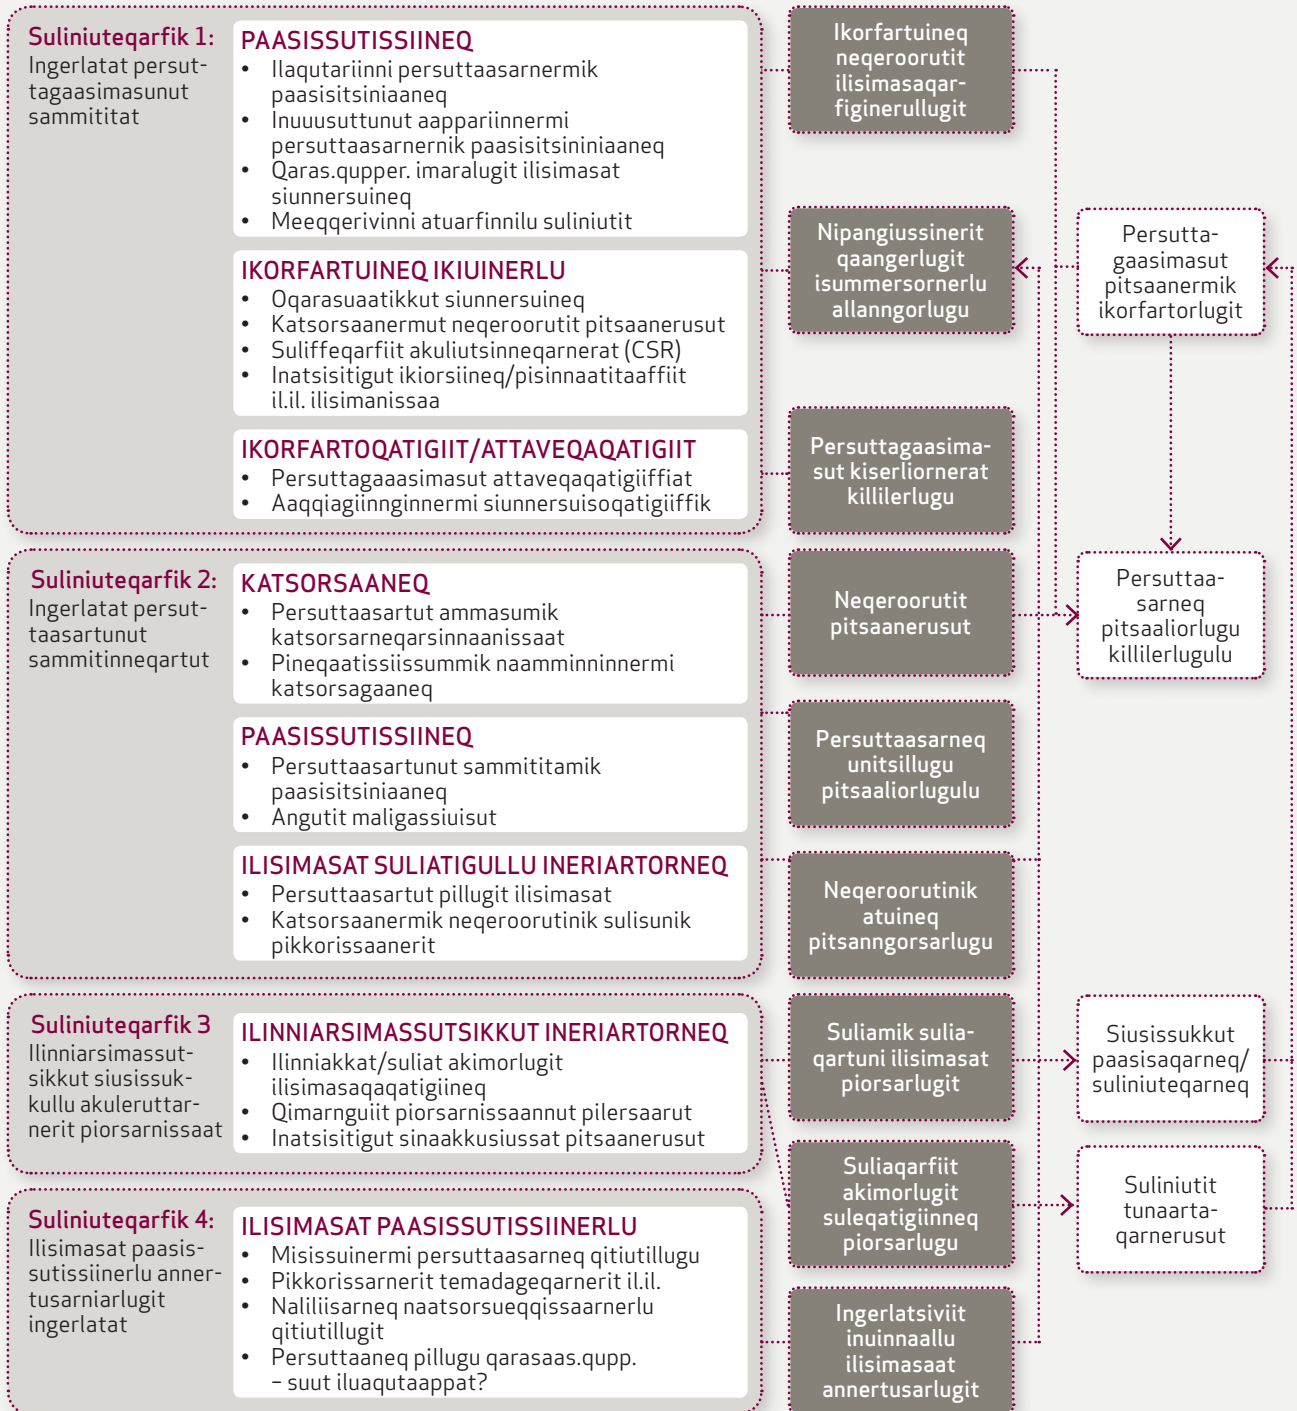 Suliniuteqarfik 1:
Ingerlatat persut-
tagaasimasunut
sammititat
PAASISSUTISSIINEQ
• Ilaqutariinni persuttaasarnermik
paasisitsiniaaneq
• Inuuusuttunut aappariinnermi
persuttaasarnernik paasisitsininiaaneq
• Qaras.qupper. imaralugit ilisimasat
siunnersuineq
• Meeqqerivinni atuarfinnilu suliniutit
IKORFARTUINEQ IKIUINERLU
• Oqarasuaatikkut siunnersuineq
• Katsorsaanermut neqeroorutit pitsaanerusut
• Suliffeqarfiit akuliutsinneqarnerat (CSR)
• Inatsisitigut ikiorsiineq/pisinnaatitaaffiit
il.il. ilisimanissaa
IKORFARTOQATIGIIT/ATTAVEQAQATIGIIT
• Persuttagaaasimasut attaveqaqatigiiffiat
• Aaqqiagiinnginnermi siunnersuisoqatigiiffik
Suliniuteqarfik 2:
Ingerlatat persut-
taasartunut
sammitinneqartut
KATSORSAANEQ
• Persuttaasartut ammasumik
katsorsarneqarsinnaanissaat
• Pineqaatissiissummik naamminninnermi
katsorsagaaneq
PAASISSUTISSIINEQ
• Persuttaasartunut sammititamik
paasisitsiniaaneq
• Angutit maligassiuisut
ILISIMASAT SULIATIGULLU INERIARTORNEQ
• Persuttaasartut pillugit ilisimasat
• Katsorsaanermik neqeroorutinik sulisunik
pikkorissaanerit
Suliniuteqarfik 3
Ilinniarsimassut-
sikkut siusissuk-
kullu akuleruttar-
nerit piorsarnissaat
ILINNIARSIMASSUTSIKKUT INERIARTORNEQ
• Ilinniakkat/suliat akimorlugit
ilisimasaqaqatigiineq
• Qimarnguiit piorsarnissaannut pilersaarut
• Inatsisitigut sinaakkusiussat pitsaanerusut
Suliniuteqarfik 4:
Ilisimasat paasis-
sutissiinerlu anner-
tusarniarlugit
ingerlatat
ILISIMASAT PAASISSUTISSIINERLU
• Misissuinermi persuttaasarneq qitiutillugu
• Pikkorissarnerit temadageqarnerit il.il.
• Naliliisarneq naatsorsueqqissaarnerlu
qitiutillugit
• Persuttaaneq pillugu qarasaas.qupp.
– suut iluaqutaappat?
Ikorfartuineq
neqeroorutit
ilisimasaqar-
figinerullugit
Nipangiussinerit
qaangerlugit
isummersornerlu
allanngorlugu
Persuttagaasima-
sut kiserliornerat
killilerlugu
Neqeroorutit
pitsaanerusut
Persuttaasarneq
unitsillugu
pitsaaliorlugulu
Neqeroorutinik
atuineq
pitsanngorsarlugu
Suliamik sulia-
qartuni ilisimasat
piorsarlugit
Suliaqarfiit
akimorlugit
suleqatigiinneq
piorsarlugu
Ingerlatsiviit
inuinnaallu
ilisimasaat
annertusarlugit
Persutta-
gaasimasut
pitsaanermik
ikorfartorlugit
Persuttaa-
sarneq
pitsaaliorlugu
killilerlugulu
Siusissukkut
paasisaqarneq/
suliniuteqarneq
Suliniutit
tunaarta-
qarnerusut